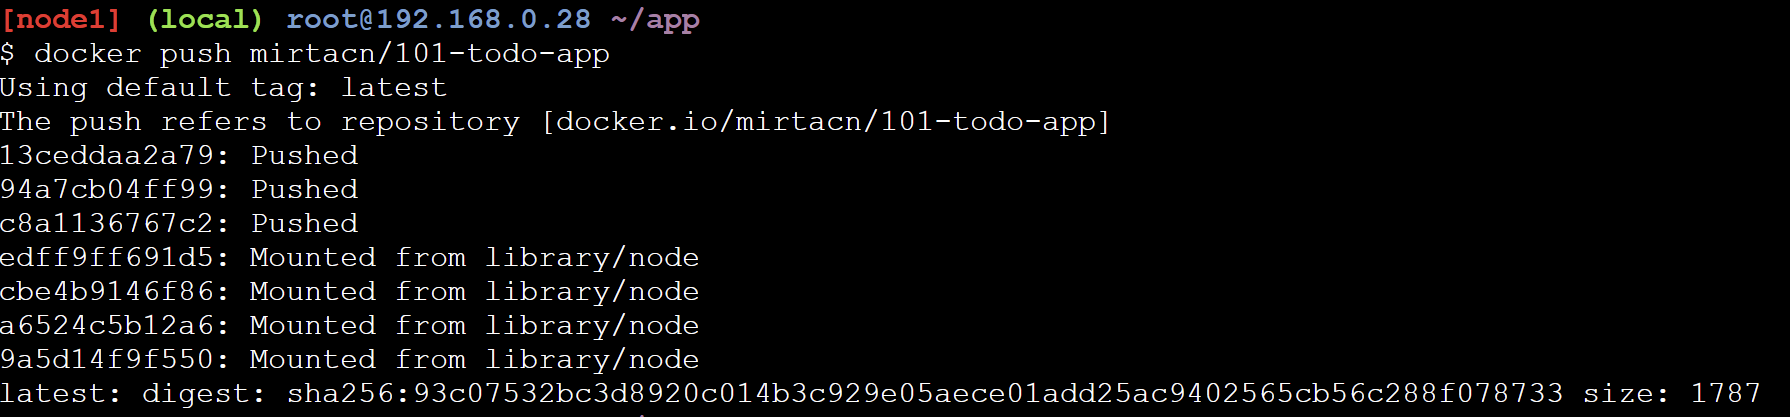 [node1] (local) root@192.168.0.28 ~/app
$ docker push mirtacn/101-todo-app
Using default tag: latest
The push refers to repository [docker.io/mirtacn/101-todo-app]
13ceddaa2a79: Pushed
94a7cb04ff99: Pushed
c8a1136767c2: Pushed
edff9ff691d5: Mounted from library/node
cbe4b9146f86: Mounted from library/node
a6524c5b12a6: Mounted from library/node
9a5d14f9f550: Mounted from library/node
latest: digest: sha256:93c07532bc3d8920c014b3c929e05aece01add25ac9402565cb56c288f078733 size: 1787